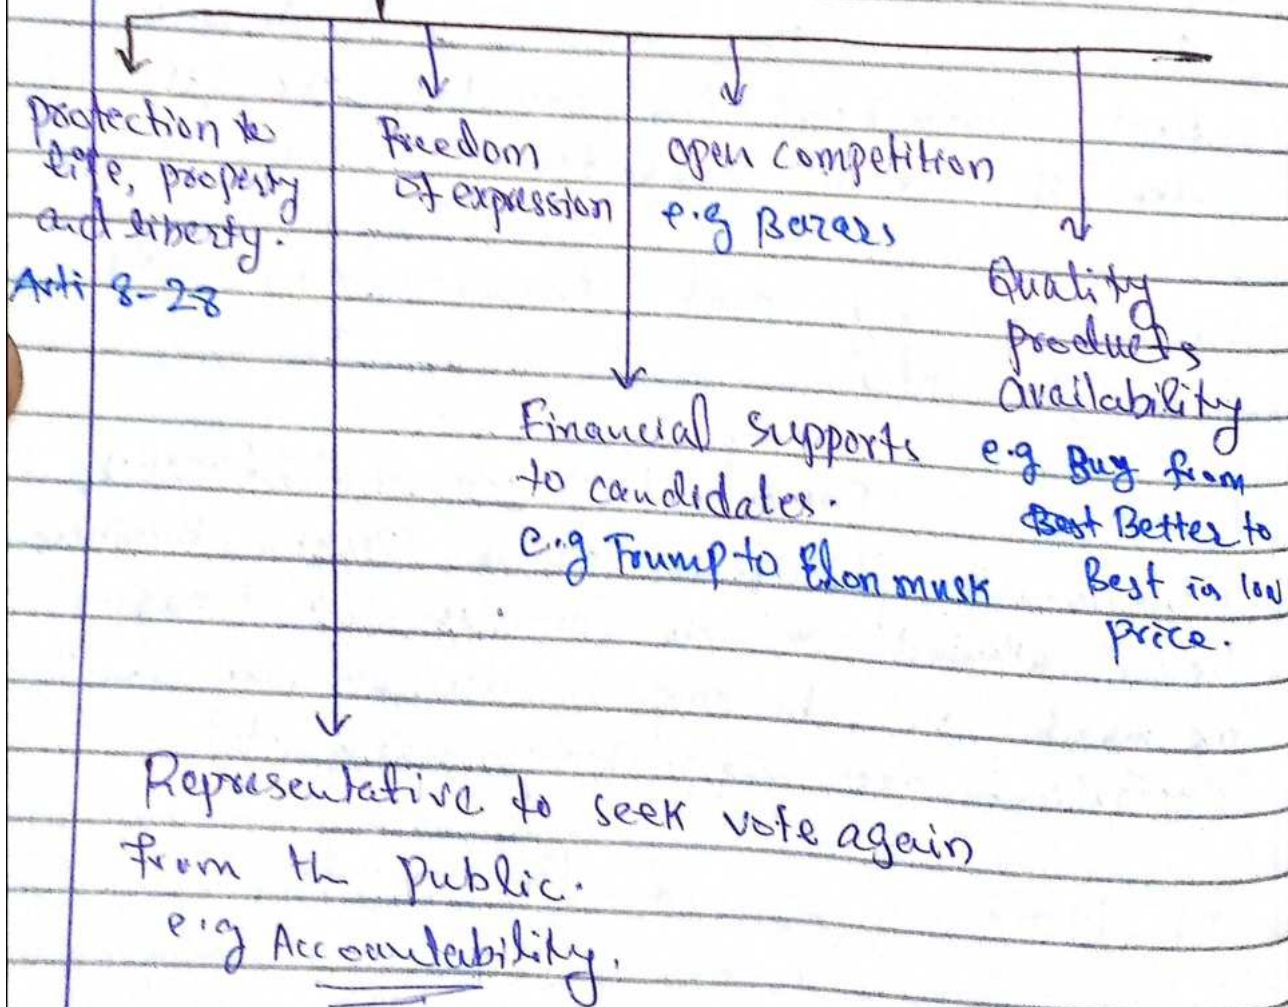 protection to
life, property
and liberty.
Arti 8-28
Freedom
of expression
open competition
e.g Bazars
Quality
products
availability
e.g Buy from
Best Better to
Best in low
price.
Financial supports
to candidates.
e.g Trump to Elon musk
Representative to seek vote again
from th public.
e.g Accountability.